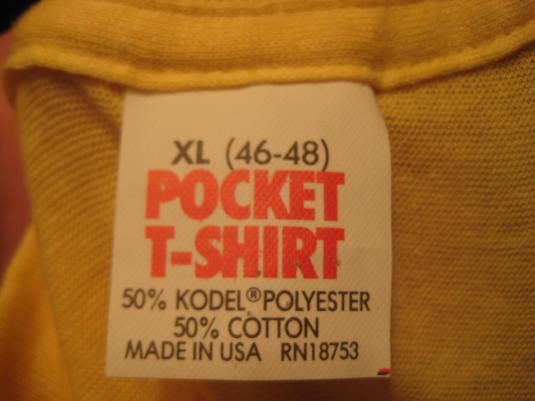 XL (46-48)
POCKET
T-SHIRT
50% KODEL® POLYESTER
50% COTTON
MADE IN USA RN18753